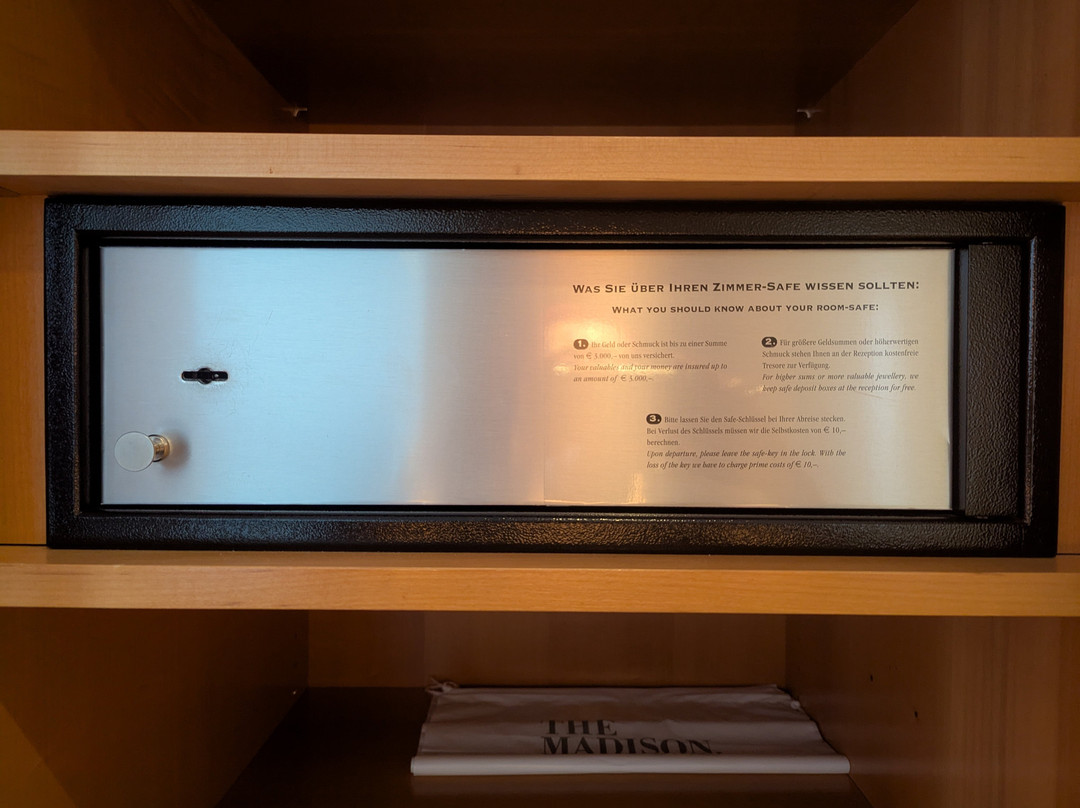 WAS SIE ÜBER IHREN ZIMMER-SAFE WISSEN SOLLTEN:
WHAT YOU SHOULD KNOW ABOUT YOUR ROOM-SAFE:
1. Ihr Geld oder Schmuck ist bis zu einer Summe
von € 3.000,– von uns versichert.
Your valuables and your money are insured up to
an amount of € 3.000,–
2. Für größere Geldsummen oder höherwertigen
Schmuck stehen Ihnen an der Rezeption kostenfreie
Tresore zur Verfügung.
For higher sums or more valuable jewellery, we
keep safe deposit boxes at the reception for free.
3. Bitte lassen Sie den Safe-Schlüssel bei Ihrer Abreise stecken.
Bei Verlust des Schlüssels müssen wir die Selbstkosten von € 10,–
berechnen.
Upon departure, please leave the safe-key in the lock. With the
loss of the key we have to charge prime costs of € 10,–.
THE
MADISON.